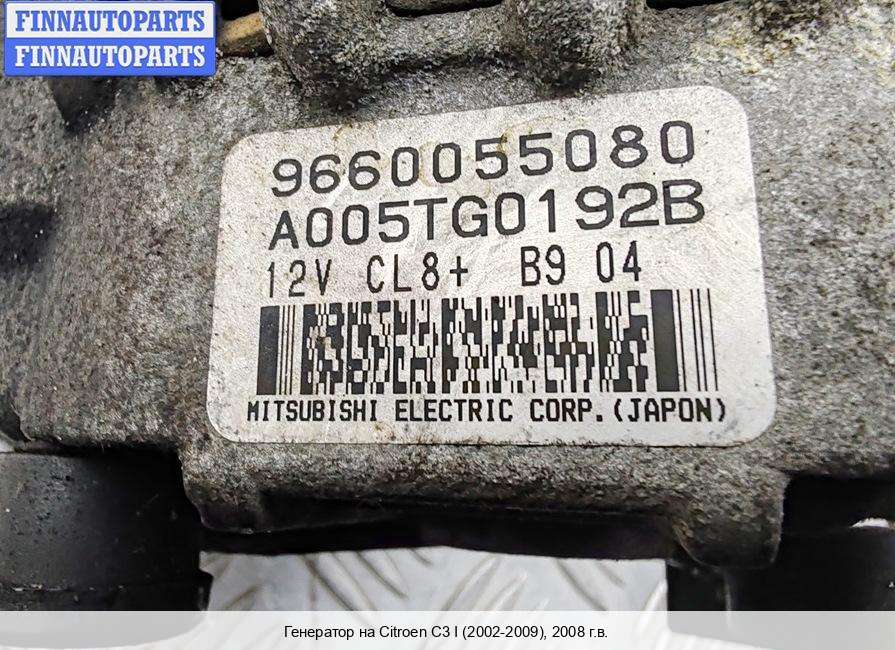 FINNAUTOPARTS
FINNAUTOPARTS
9660055080
A005TG0192B
12V CL8+ B9 04
MITSUBISHI ELECTRIC CORP.(JAPON)
Генератор на Citroen C3 I (2002-2009), 2008 г.в.